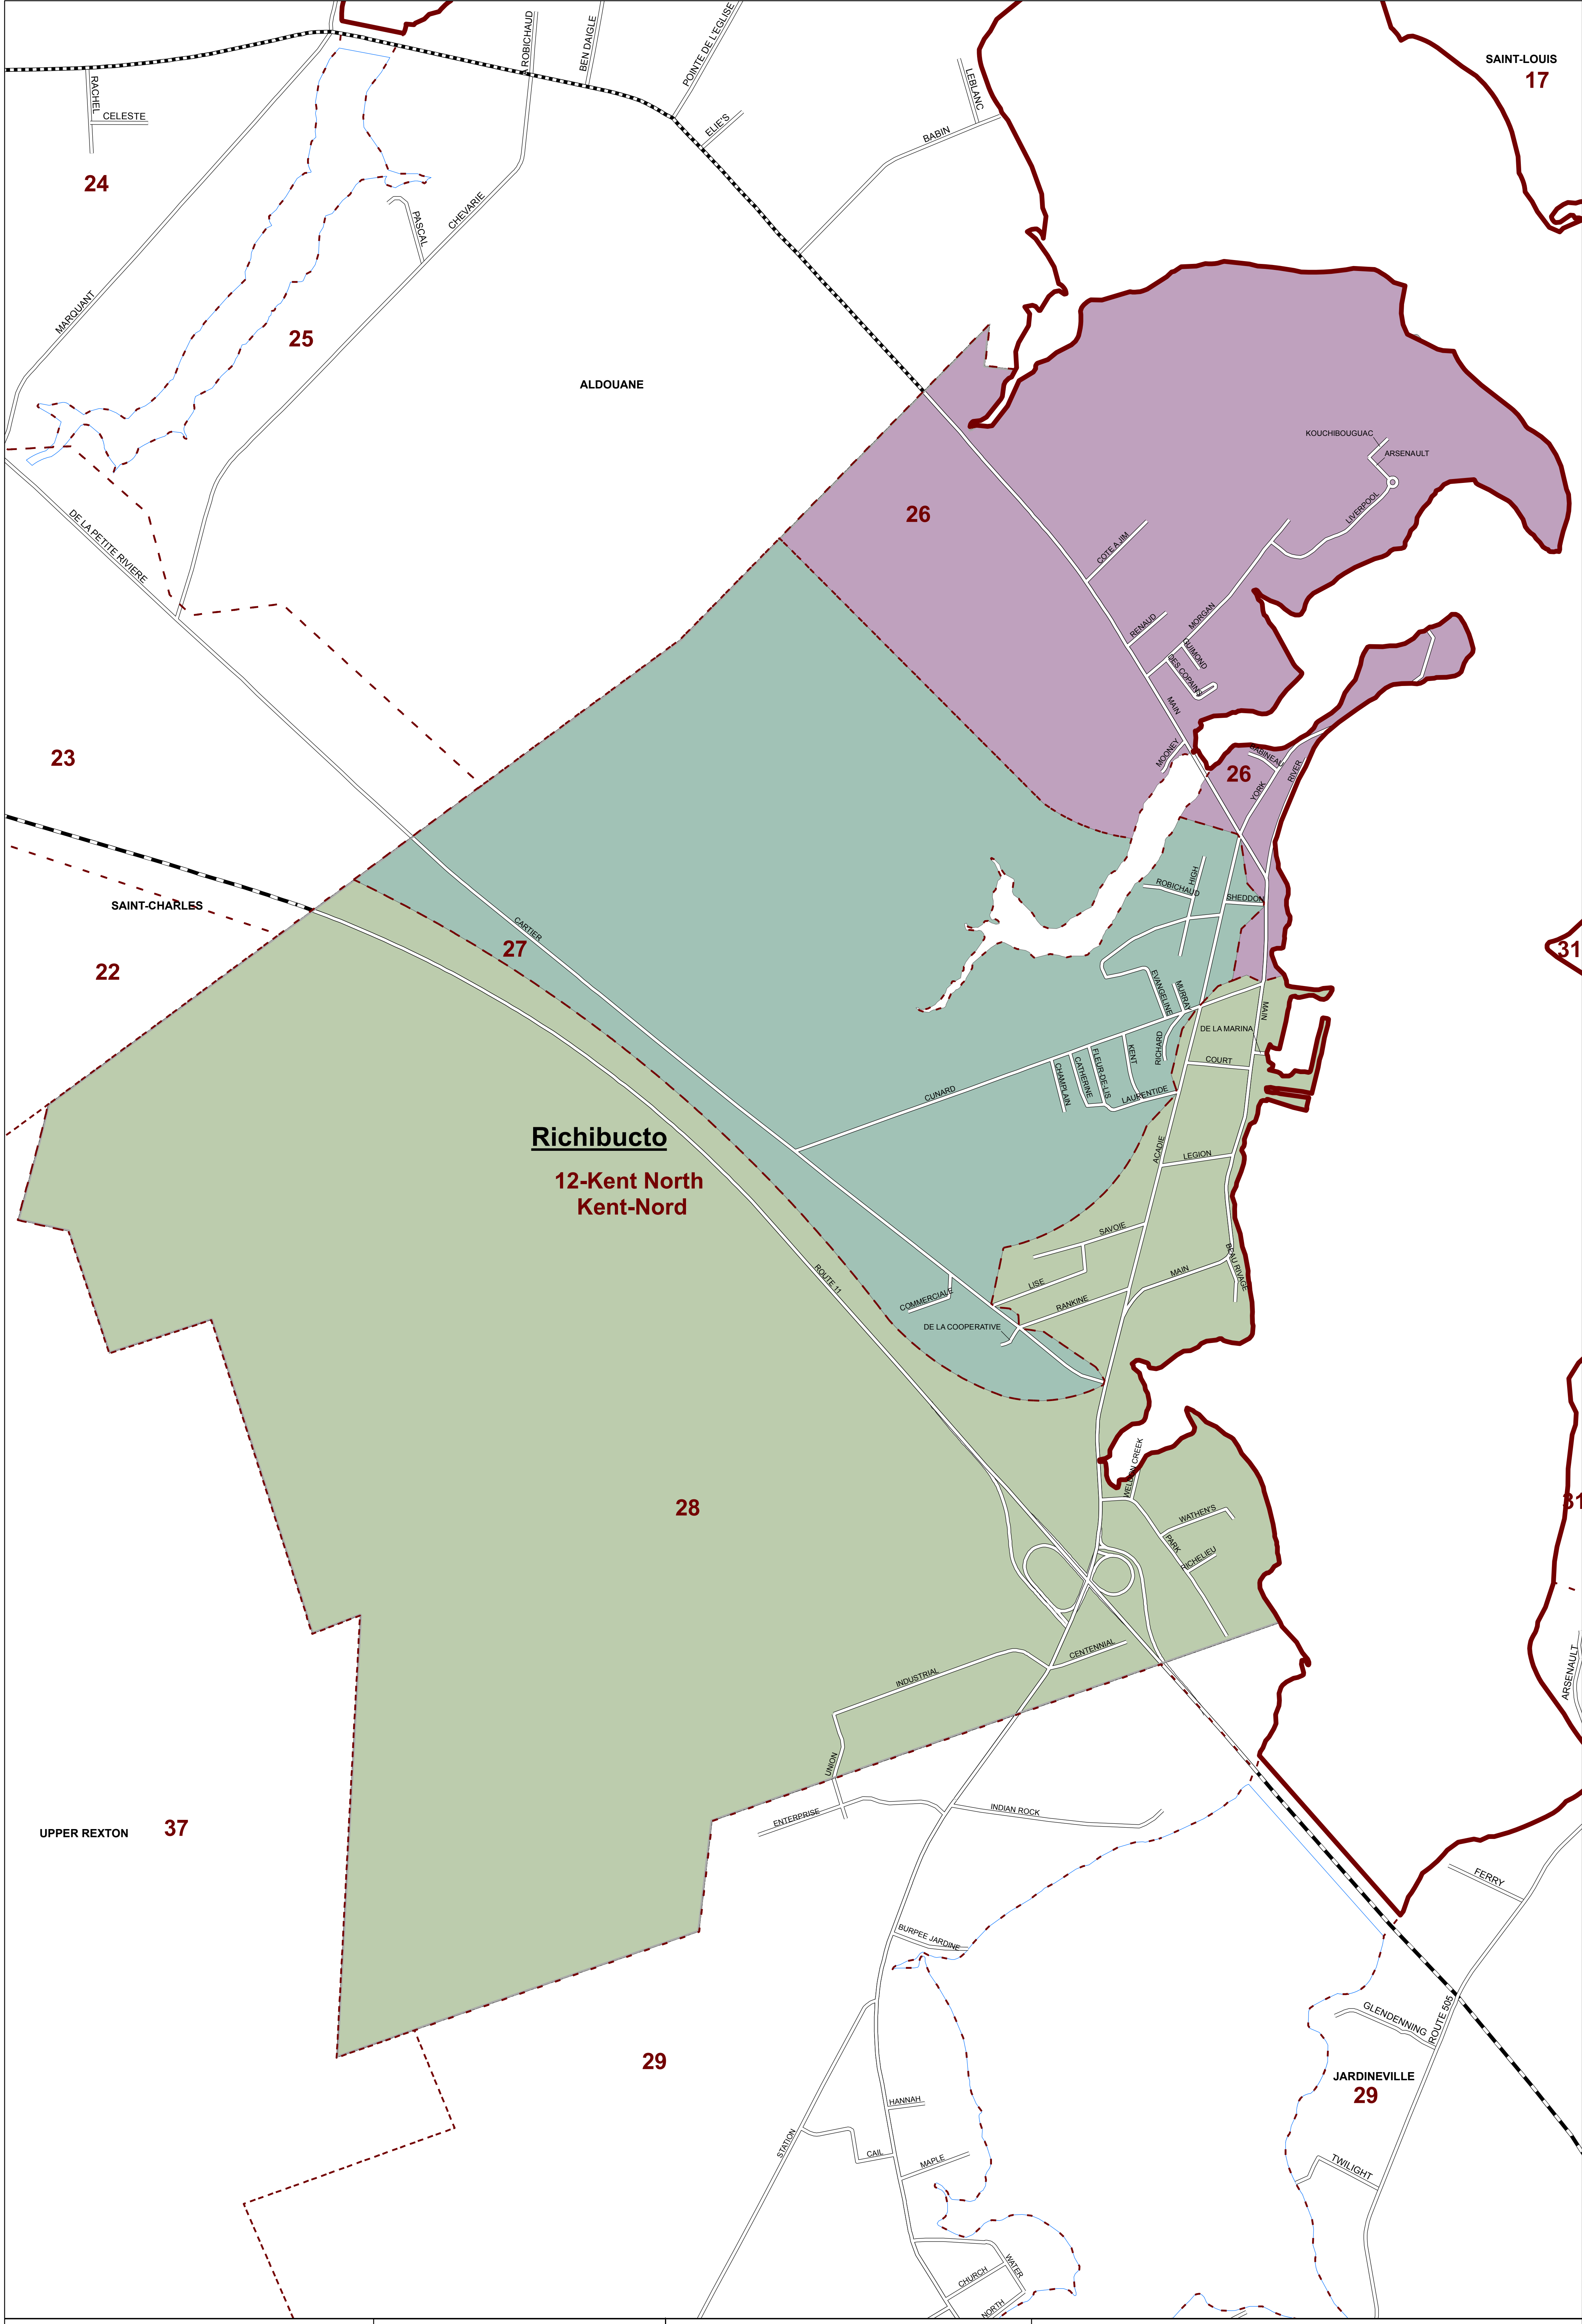 SAINT-LOUIS
17
RACHEL
CELESTE
24
A ROBICHAUD
BEN DAIGLE
POINTE DE L'EGLISE
ELIE'S
LEBLANC
BABIN
PASCAL
CHEVARIE
MARQUANT
25
ALDOUANE
KOUCHIBOUGUAC
ARSENAULT
LIVERPOOL
26
COTE A JIM
DE LA PETITE RIVIERE
RENAUD
MORGAN
GUIMOND
DES COPAINS
MAIN
MOONEY
23
BABINEAU
26
YORK
RIVER
HIGH
ROBICHAUD
SHEDDON
SAINT-CHARLES
22
CARTIER
27
31
EVANGELINE
MURRAY
MAIN
DE LA MARINA
COURT
RICHARD
KENT
FLEUR-DE-LIS
CATHERINE
CHAMPLAIN
LAURENTIDE
CUNARD
Richibucto
ACADIE
LEGION
12-Kent North
Kent-Nord
SAVOIE
BEAU RIVAGE
MAIN
LISE
ROUTE 11
COMMERCIALE
RANKINE
DE LA COOPERATIVE
WELDON CREEK
28
31
WATHEN'S
PARK
RICHELIEU
CENTENNIAL
INDUSTRIAL
ARSENAULT
UNION
ENTERPRISE
INDIAN ROCK
UPPER REXTON
37
FERRY
BURPEE JARDINE
GLENDENNING
ROUTE 505
29
JARDINEVILLE
29
HANNAH
STATION
CAIL
MAPLE
TWILIGHT
WATER
CHURCH
NORTH